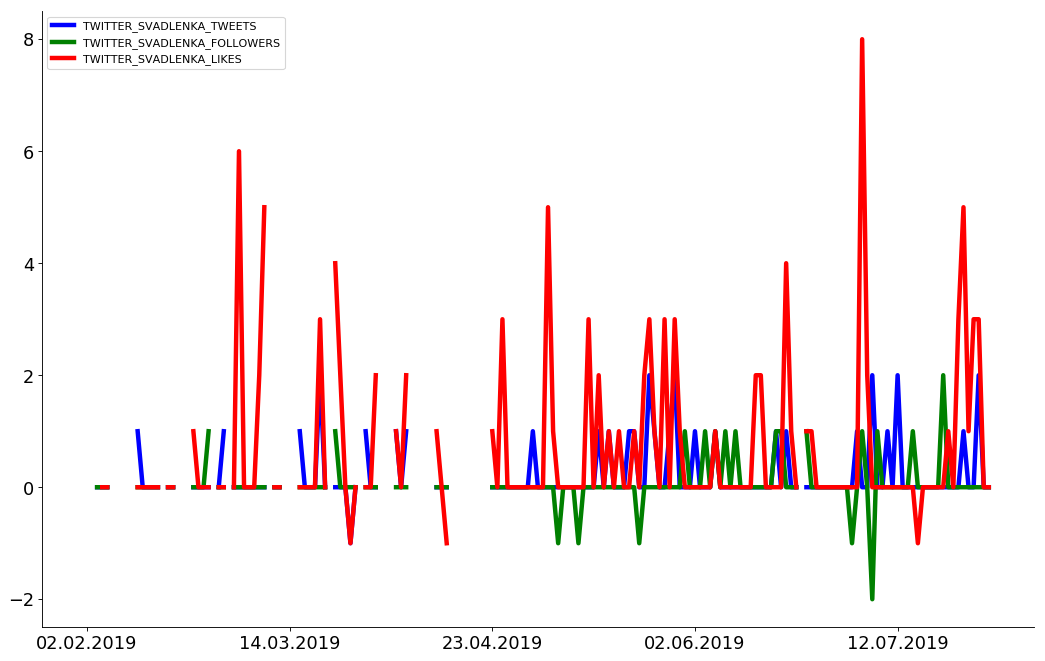 TWITTER_SVADLENKA_TWEETS
TWITTER_SVADLENKA_FOLLOWERS
TWITTER_SVADLENKA_LIKES
8
6
4
2
0
−2
02.02.2019 14.03.2019 23.04.2019 02.06.2019 12.07.2019